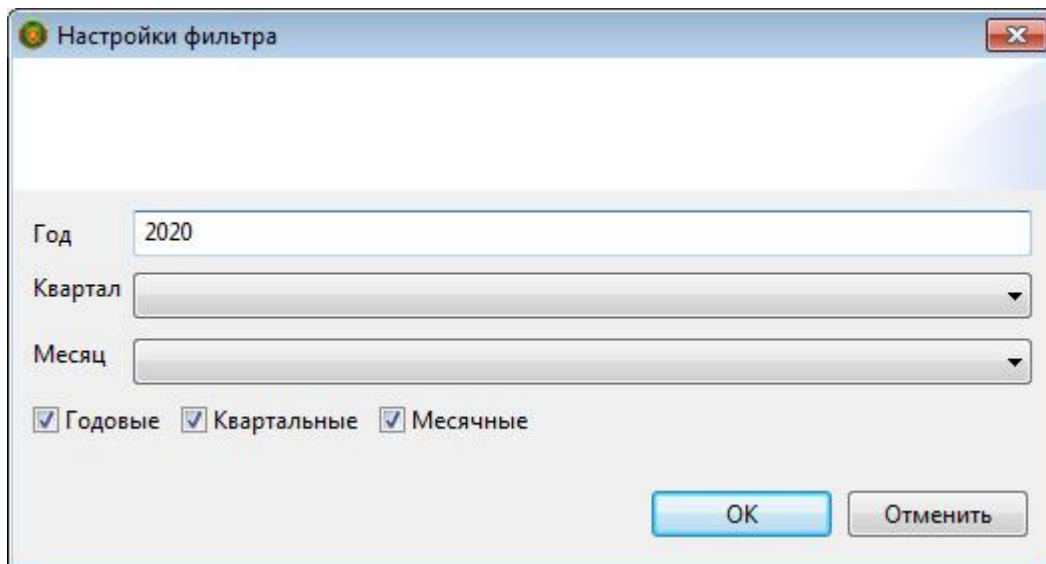 Настройки фильтра
Год 2020
Квартал
Месяц
Годовые Квартальные Месячные
OK Отменить